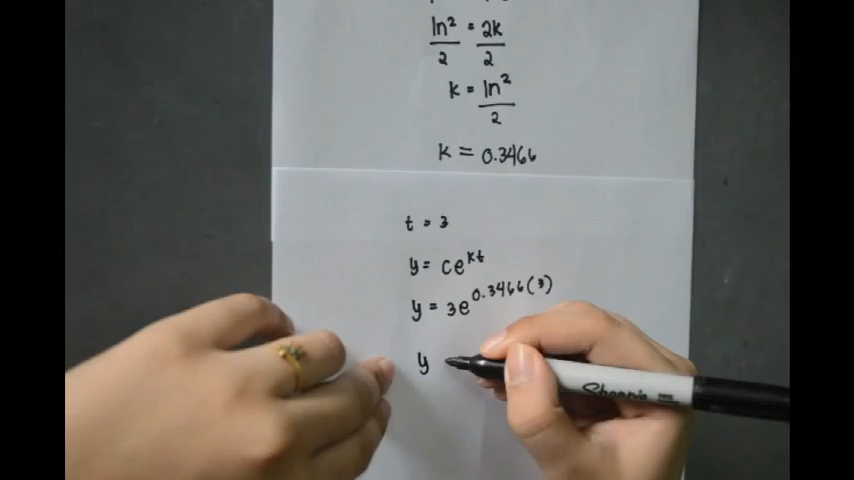 ln2 = 2k
2 2
k = ln2
2
k = 0.3466
t = 3
y = ce^kt
y = 3e^0.3466(3)
y
Sharpie